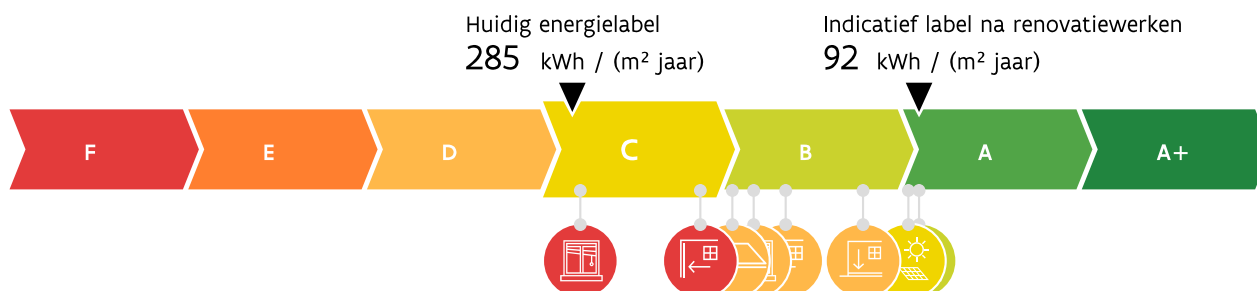 Huidig energielabel
285 kWh / (m² jaar)
Indicatief label na renovatiewerken
92 kWh / (m² jaar)
F E D C B A A+